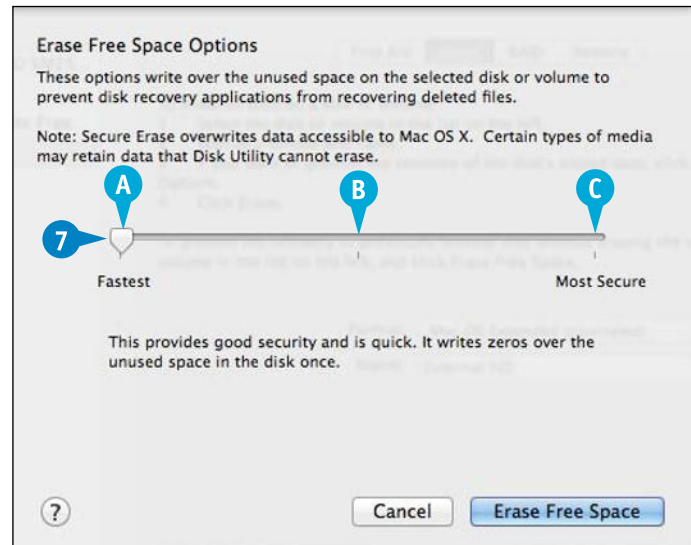 Erase Free Space Options
These options write over the unused space on the selected disk or volume to
prevent disk recovery applications from recovering deleted files.
Note: Secure Erase overwrites data accessible to Mac OS X. Certain types of media
may retain data that Disk Utility cannot erase.
A B C
7
Fastest Most Secure
This provides good security and is quick. It writes zeros over the
unused space in the disk once.
? Cancel Erase Free Space